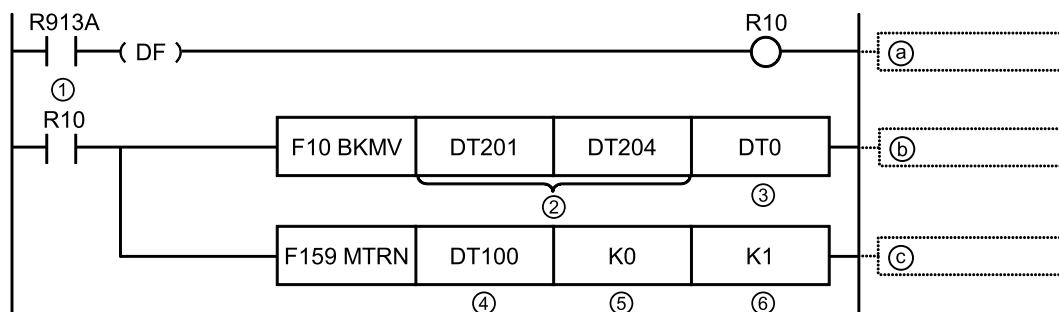 R913A R10
DF ⓐ
①
R10
F10 BKMV DT201 DT204 DT0 ⓑ
② ③
F159 MTRN DT100 K0 K1 ⓒ
④ ⑤ ⑥